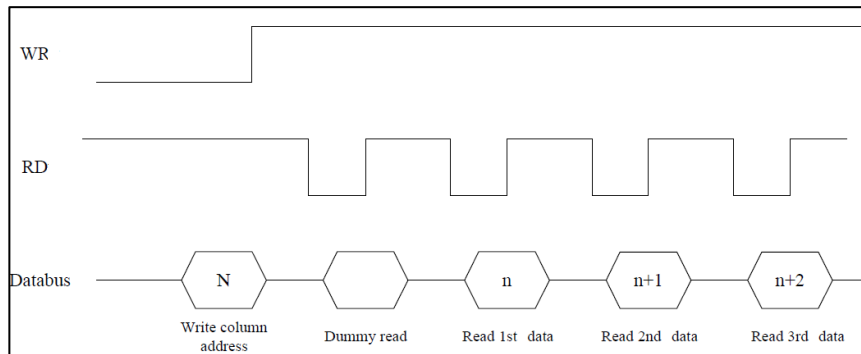 WR
RD
Databus
N
n
n+1
n+2
Write column
address
Dummy read
Read 1st data
Read 2nd data
Read 3rd data